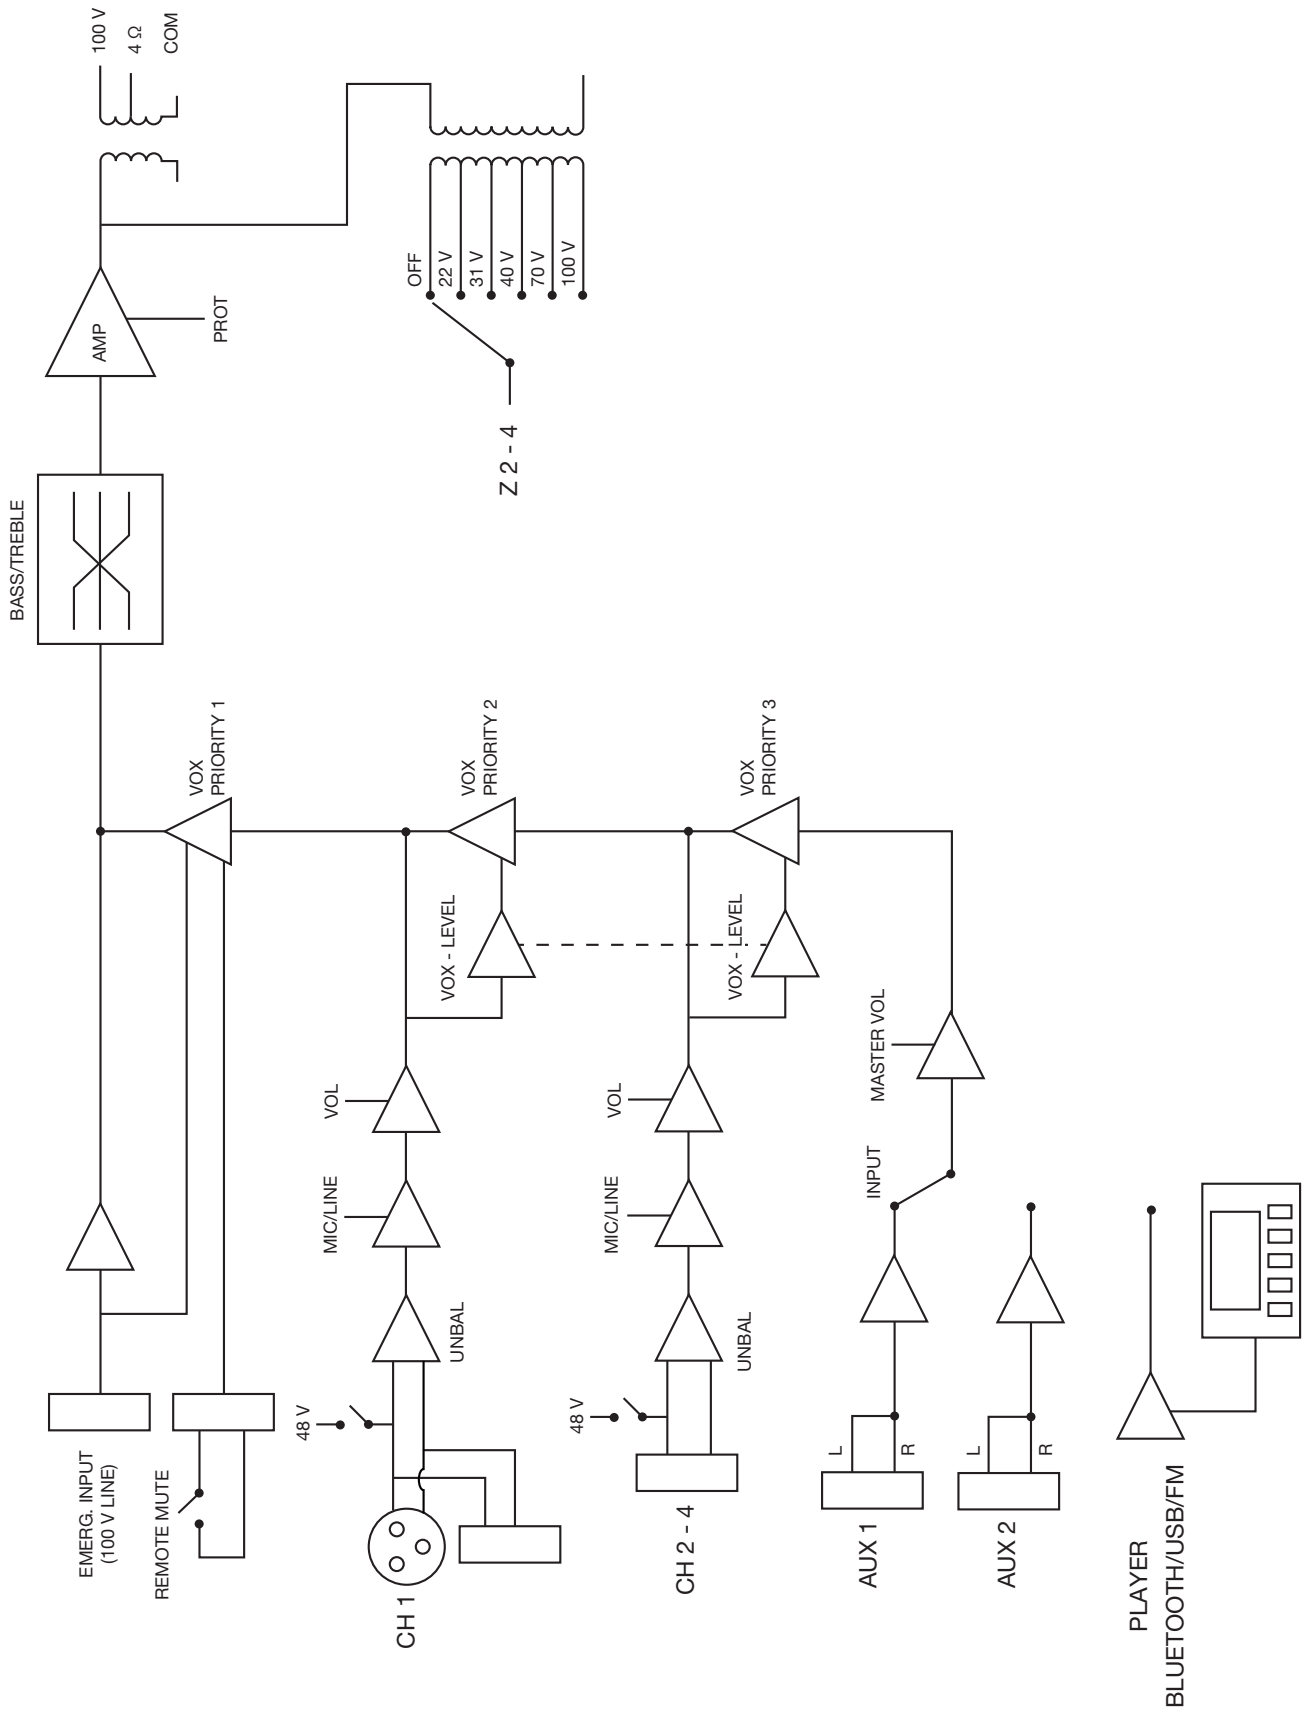 EMERG. INPUT
(100 V LINE)
REMOTE MUTE
BASS/TREBLE
AMP
PROT
100 V
4 Ω
COM
VOX
PRIORITY 1
CH 1
48 V
UNBAL
MIC/LINE
VOL
VOX - LEVEL
VOX
PRIORITY 2
Z 2 - 4
OFF
22 V
31 V
40 V
70 V
100 V
CH 2 - 4
48 V
UNBAL
MIC/LINE
VOL
VOX - LEVEL
VOX
PRIORITY 3
AUX 1
L
R
INPUT
MASTER VOL
AUX 2
L
R
PLAYER
BLUETOOTH/USB/FM